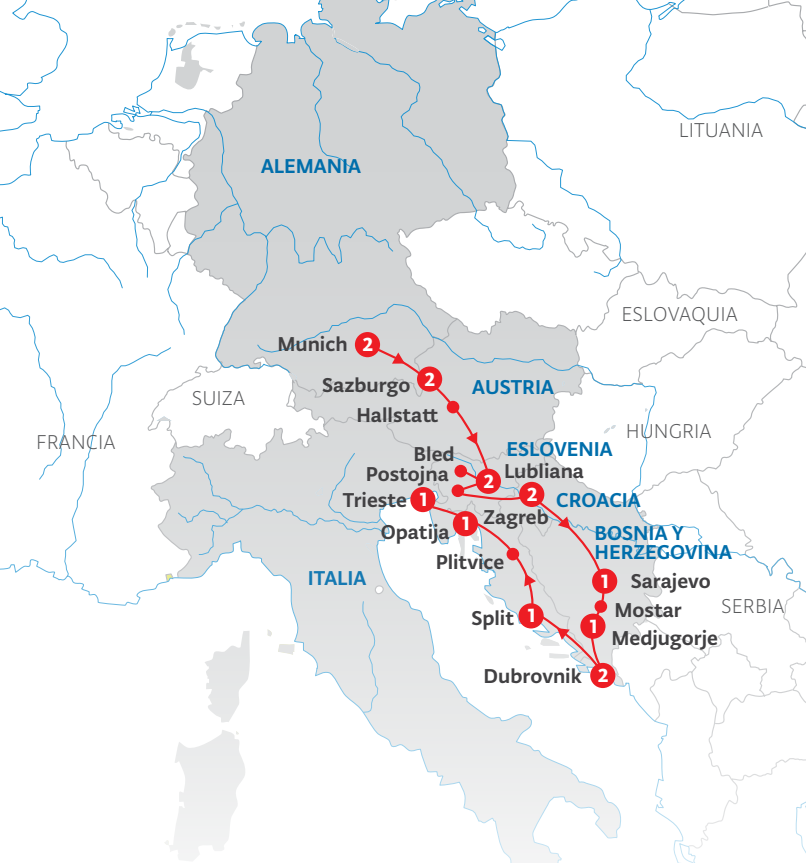 LITUANIA
ALEMANIA
ESLOVAQUIA
Munich 2
Sazburgo 2
AUSTRIA
SUIZA
Hallstatt
HUNGRIA
FRANCIA
Bled
ESLOVENIA
Postojna
2 Lubliana
Trieste 1
2 CROACIA
Opatija 1
Zagreb
BOSNIA Y
HERZEGOVINA
Plitvice
ITALIA
1 Sarajevo
SERBIA
Mostar
Split 1
1 Medjugorje
Dubrovnik 2